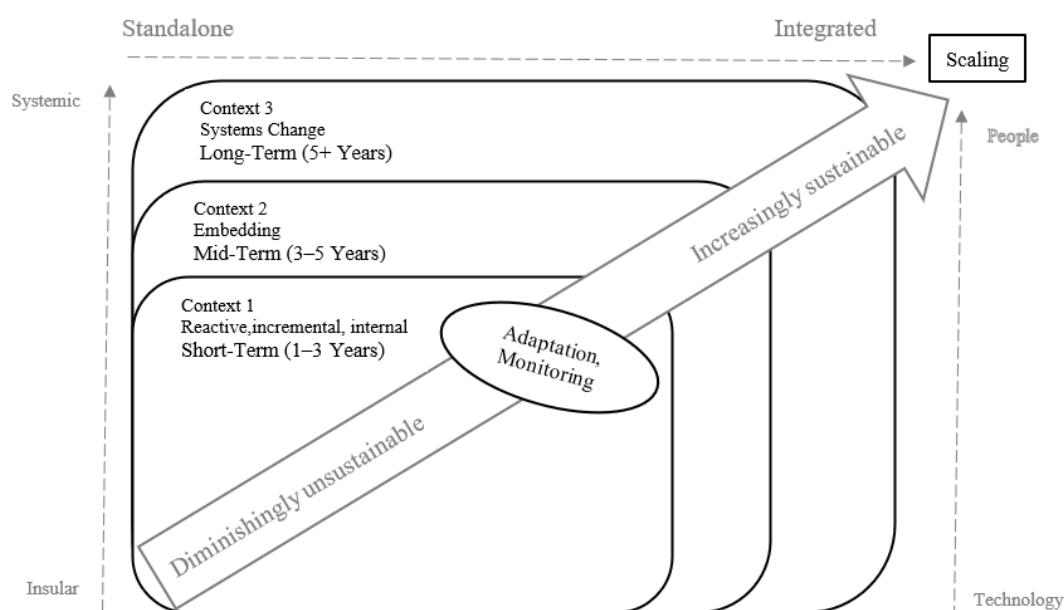 Standalone
Integrated
Scaling
Systemic
People
Context 3
Systems Change
Long-Term (5+ Years)
Context 2
Embedding
Mid-Term (3–5 Years)
Context 1
Reactive,incremental, internal
Short-Term (1–3 Years)
Increasingly sustainable
Adaptation,
Monitoring
Diminishingly unsustainable
Insular
Technology